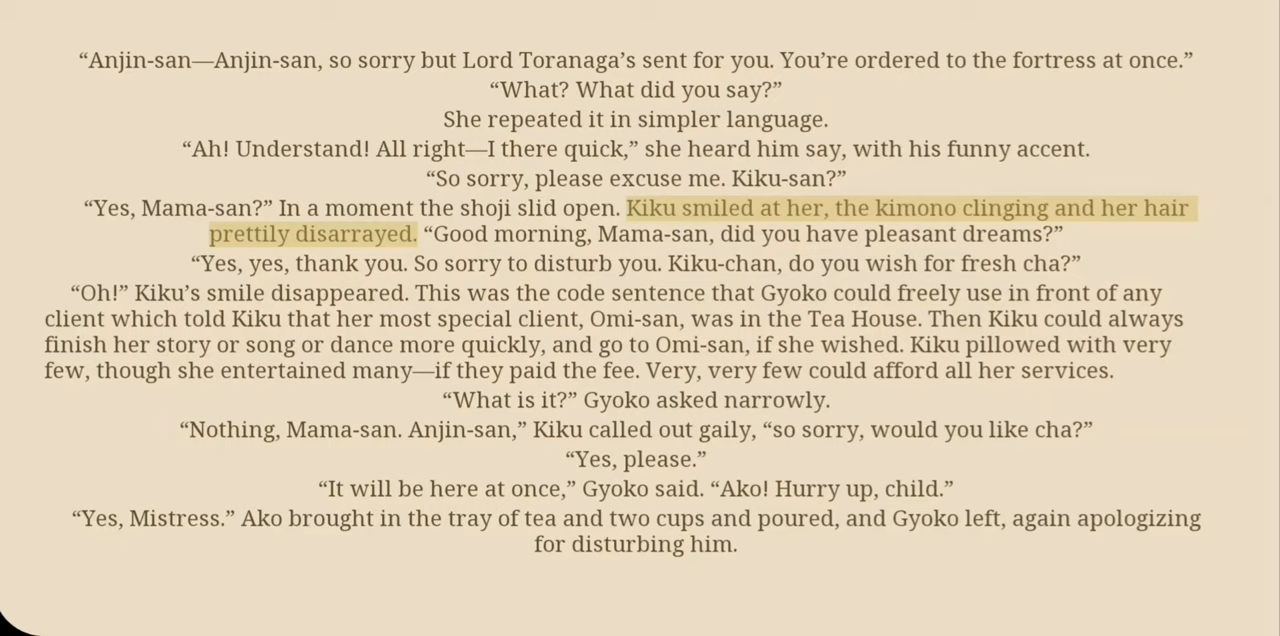 “Anjin-san—Anjin-san, so sorry but Lord Toranaga’s sent for you. You’re ordered to the fortress at once.”
“What? What did you say?”
She repeated it in simpler language.
“Ah! Understand! All right—I there quick,” she heard him say, with his funny accent.
“So sorry, please excuse me. Kiku-san?”
“Yes, Mama-san?” In a moment the shoji slid open. Kiku smiled at her, the kimono clinging and her hair
prettily disarrayed. “Good morning, Mama-san, did you have pleasant dreams?”
“Yes, yes, thank you. So sorry to disturb you. Kiku-chan, do you wish for fresh cha?”
“Oh!” Kiku’s smile disappeared. This was the code sentence that Gyoko could freely use in front of any
client which told Kiku that her most special client, Omi-san, was in the Tea House. Then Kiku could always
finish her story or song or dance more quickly, and go to Omi-san, if she wished. Kiku pillowed with very
few, though she entertained many—if they paid the fee. Very, very few could afford all her services.
“What is it?” Gyoko asked narrowly.
“Nothing, Mama-san. Anjin-san,” Kiku called out gaily, “so sorry, would you like cha?”
“Yes, please.”
“It will be here at once,” Gyoko said. “Ako! Hurry up, child.”
“Yes, Mistress.” Ako brought in the tray of tea and two cups and poured, and Gyoko left, again apologizing
for disturbing him.